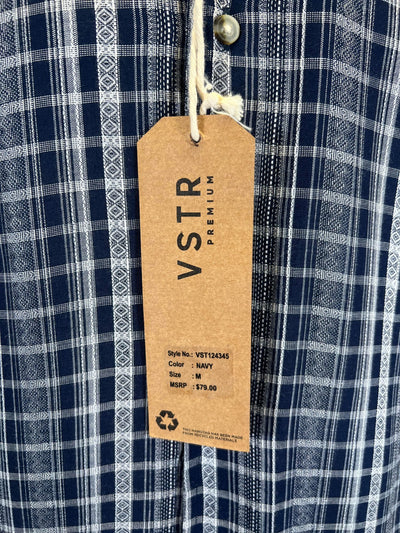 VSTR
PREMIUM
Style No.: VST124345
Color : NAVY
Size : M
MSRP : $79.00
THIS HANGTAG HAS BEEN MADE
FROM RECYCLED MATERIALS